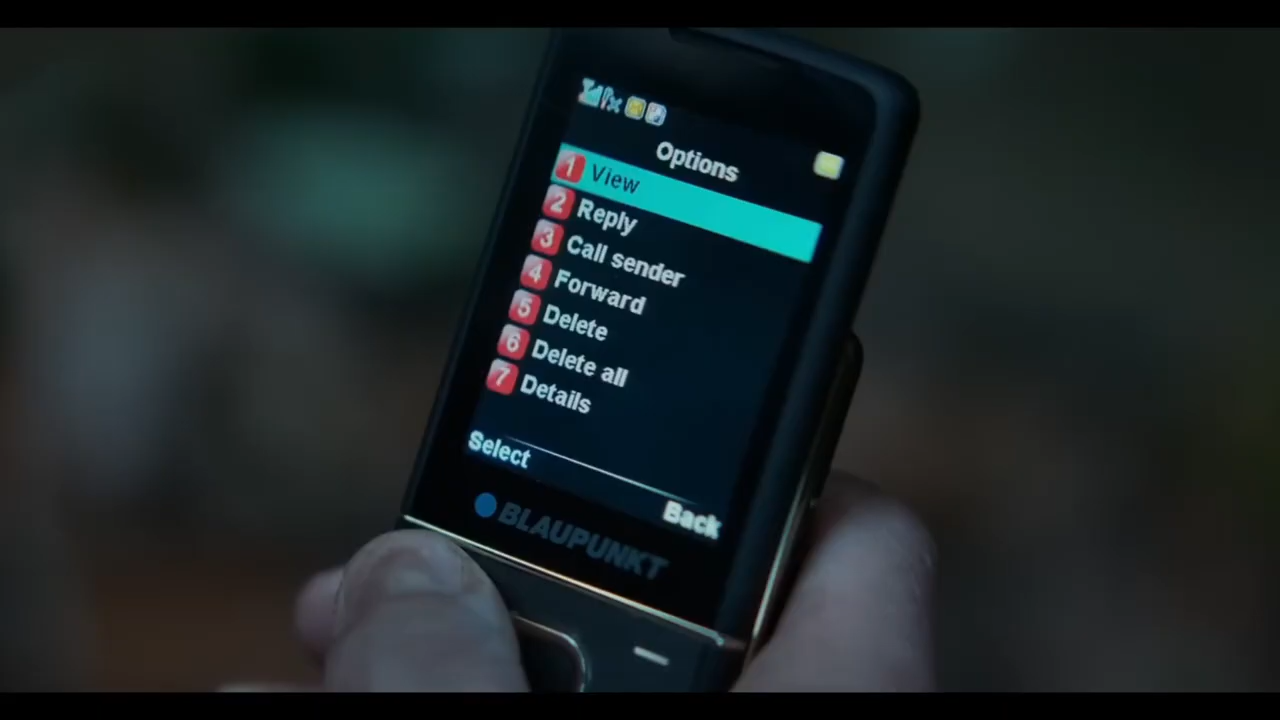 Options
1 View
2 Reply
3 Call sender
4 Forward
5 Delete
6 Delete all
7 Details
Select
Back
BLAUPUNKT